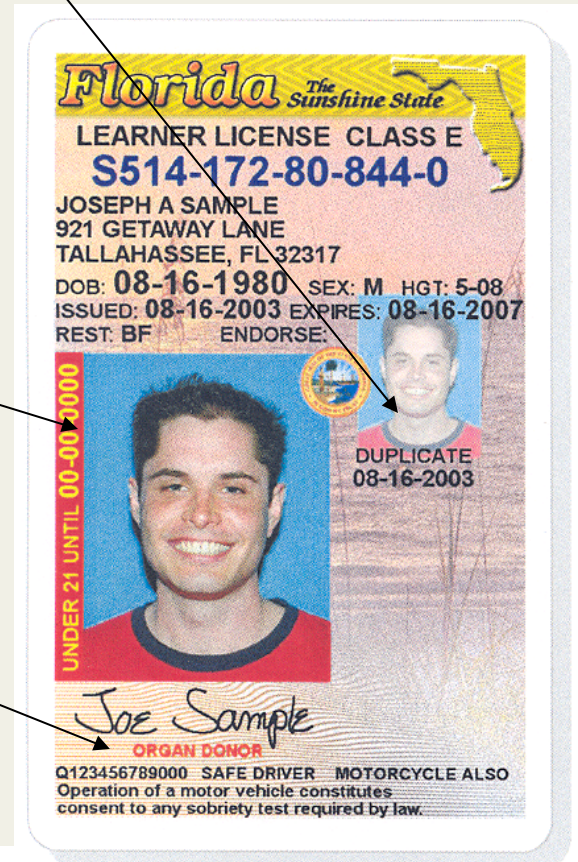 Florida The Sunshine State
LEARNER LICENSE CLASS E
S514-172-80-844-0
JOSEPH A SAMPLE
921 GETAWAY LANE
TALLAHASSEE, FL 32317
DOB: 08-16-1980 SEX: M HGT: 5-08
ISSUED: 08-16-2003 EXPIRES: 08-16-2007
REST: BF ENDORSE:
UNDER 21 UNTIL 00-00-0000
DUPLICATE
08-16-2003
Joe Sample
ORGAN DONOR
Q123456789000 SAFE DRIVER MOTORCYCLE ALSO
Operation of a motor vehicle constitutes
consent to any sobriety test required by law.